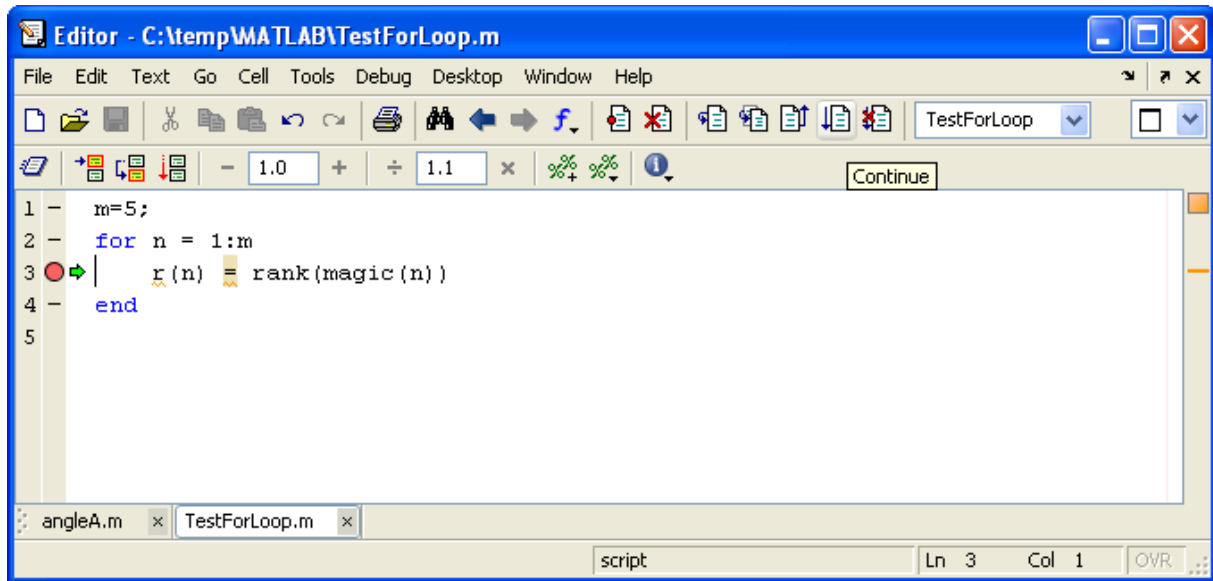 Editor - C:\temp\MATLAB\TestForLoop.m
File Edit Text Go Cell Tools Debug Desktop Window Help
TestForLoop
- 1.0 + ÷ 1.1 ×
Continue
1 - m=5;
2 - for n = 1:m
3 r(n) = rank(magic(n))
4 - end
5
angleA.m × TestForLoop.m ×
script Ln 3 Col 1 OVR